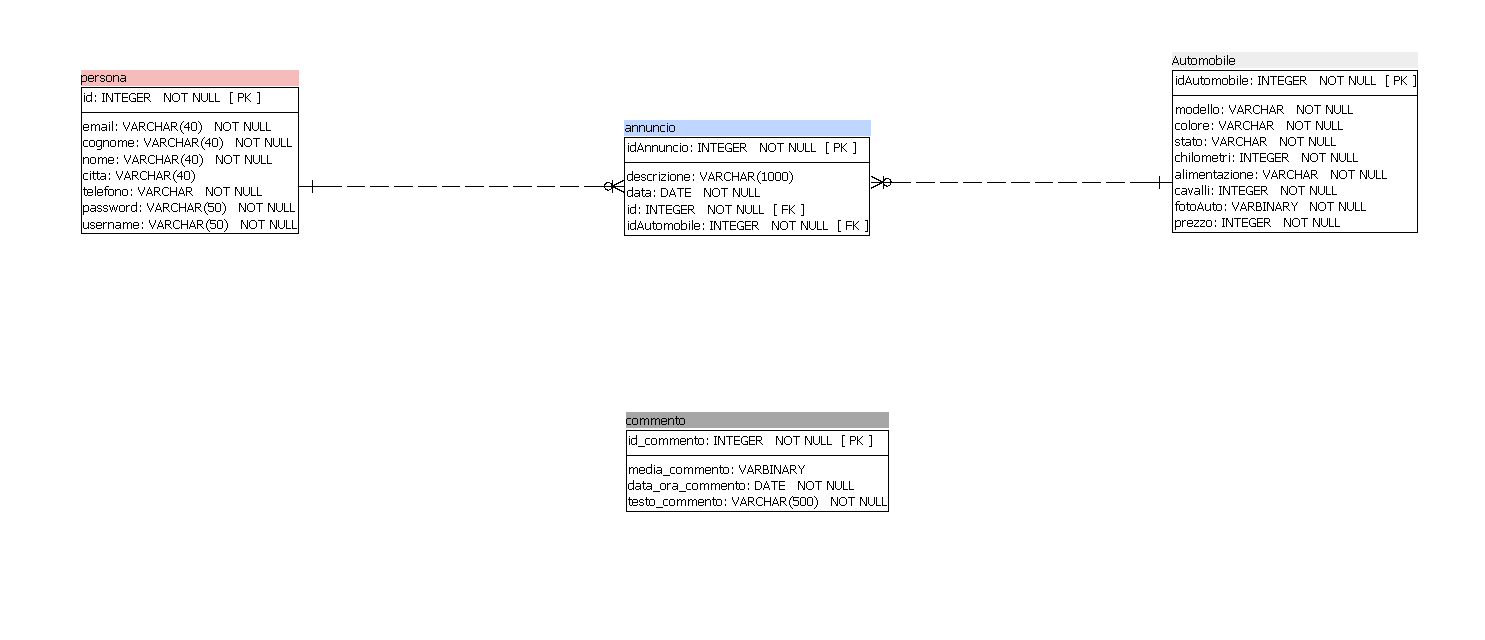 persona
id: INTEGER NOT NULL [ PK ]
email: VARCHAR(40) NOT NULL
cognome: VARCHAR(40) NOT NULL
nome: VARCHAR(40) NOT NULL
citta: VARCHAR(40)
telefono: VARCHAR NOT NULL
password: VARCHAR(50) NOT NULL
username: VARCHAR(50) NOT NULL
annuncio
idAnnuncio: INTEGER NOT NULL [ PK ]
descrizione: VARCHAR(1000)
data: DATE NOT NULL
id: INTEGER NOT NULL [ FK ]
idAutomobile: INTEGER NOT NULL [ FK ]
Automobile
idAutomobile: INTEGER NOT NULL [ PK ]
modello: VARCHAR NOT NULL
colore: VARCHAR NOT NULL
stato: VARCHAR NOT NULL
chilometri: INTEGER NOT NULL
alimentazione: VARCHAR NOT NULL
cavalli: INTEGER NOT NULL
fotoAuto: VARBINARY NOT NULL
prezzo: INTEGER NOT NULL
commento
id_commento: INTEGER NOT NULL [ PK ]
media_commento: VARBINARY
data_ora_commento: DATE NOT NULL
testo_commento: VARCHAR(500) NOT NULL